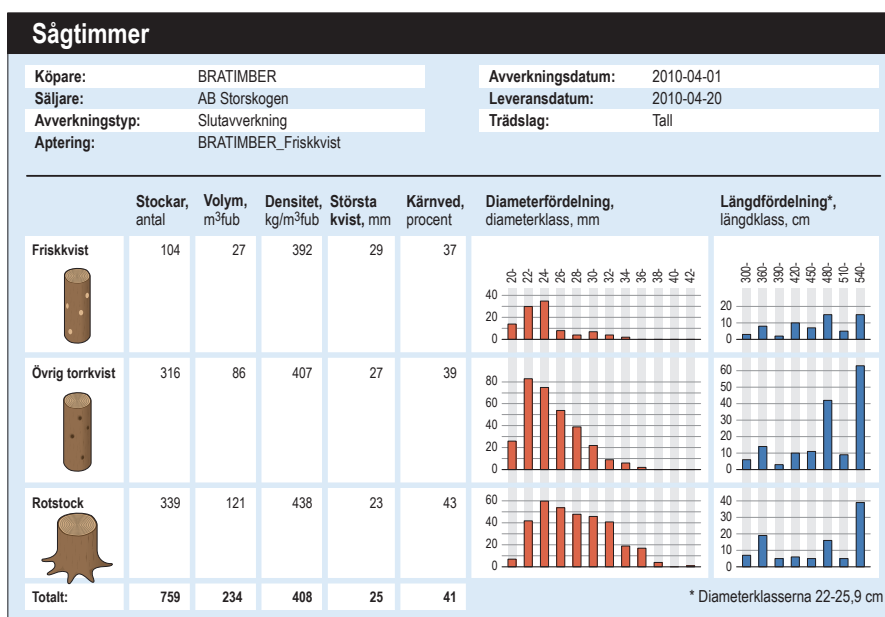 Sågtimmer
Köpare: BRATIMBER Avverkningsdatum: 2010-04-01
Säljare: AB Storskogen Leveransdatum: 2010-04-20
Avverkningstyp: Slutavverkning Trädslag: Tall
Aptering: BRATIMBER_Friskkvist
Stockar, Volym, Densitet, Största Kärnved, Diameterfördelning, Längdfördelning*,
antal m³fub kg/m³fub kvist, mm procent diameterklass, mm längdklass, cm
Friskkvist 104 27 392 29 37
20- 22- 24- 26- 28- 30- 32- 34- 36- 38- 40- 42- 300- 360- 390- 420- 450- 480- 510- 540-
40
20 20
10
0 0
Övrig torrkvist 316 86 407 27 39
80 60
60 50
40 40
30
20 20
10
0 0
Rotstock 339 121 438 23 43
60 40
40 30
20 20
10
0 0
Totalt: 759 234 408 25 41 * Diameterklasserna 22-25,9 cm